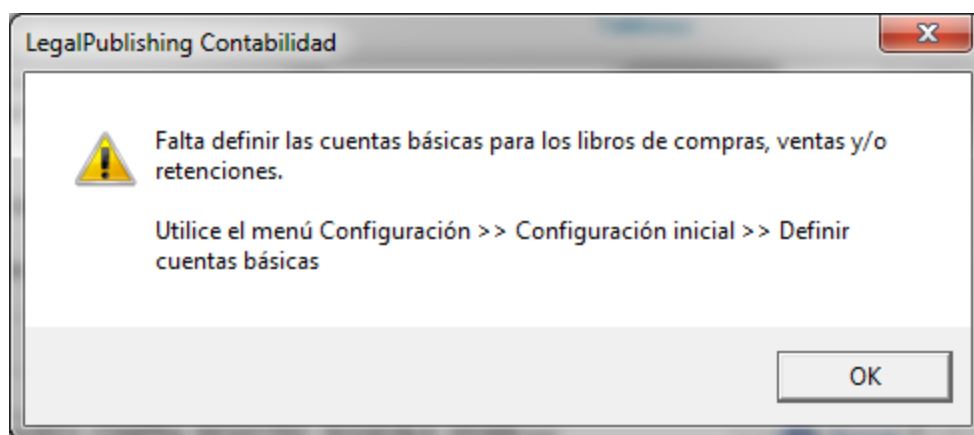 LegalPublishing Contabilidad
Falta definir las cuentas básicas para los libros de compras, ventas y/o
retenciones.
Utilice el menú Configuración >> Configuración inicial >> Definir
cuentas básicas
OK